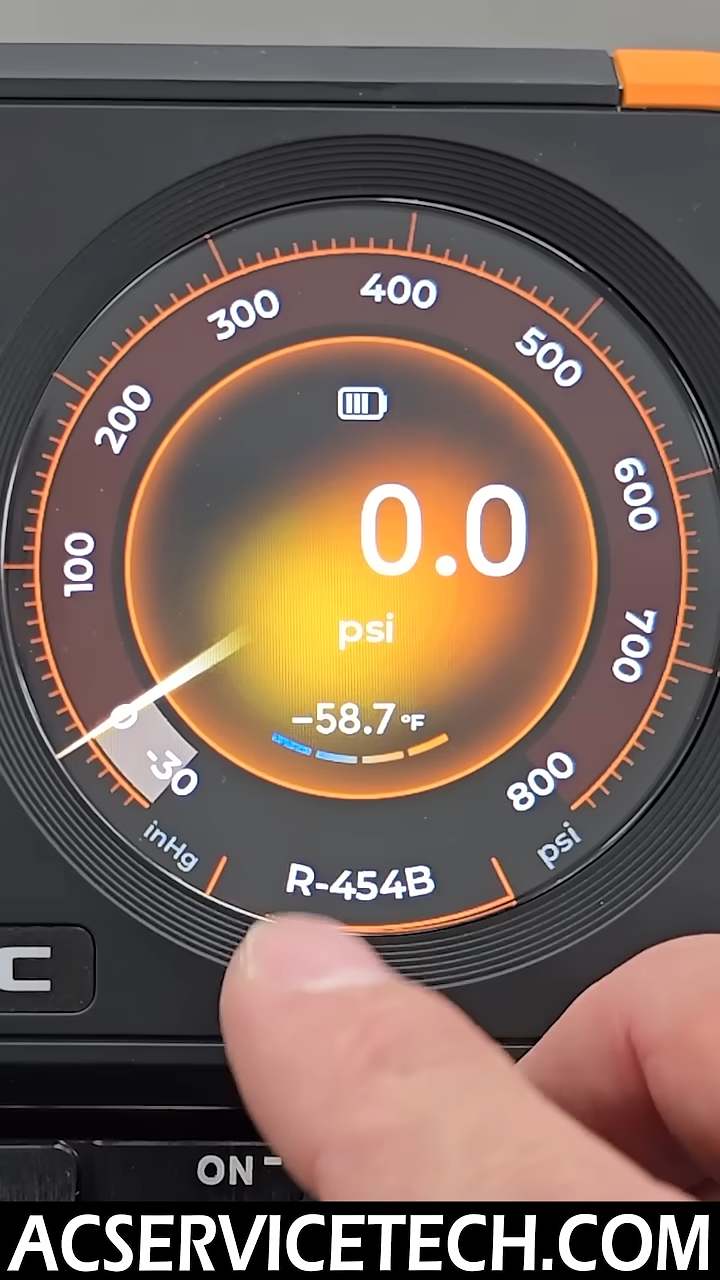 400
300
500
200
600
0.0
100
psi
700
-58.7 °F
-30
800
inHg
psi
R-454B
C
ON
ACSERVICETECH.COM